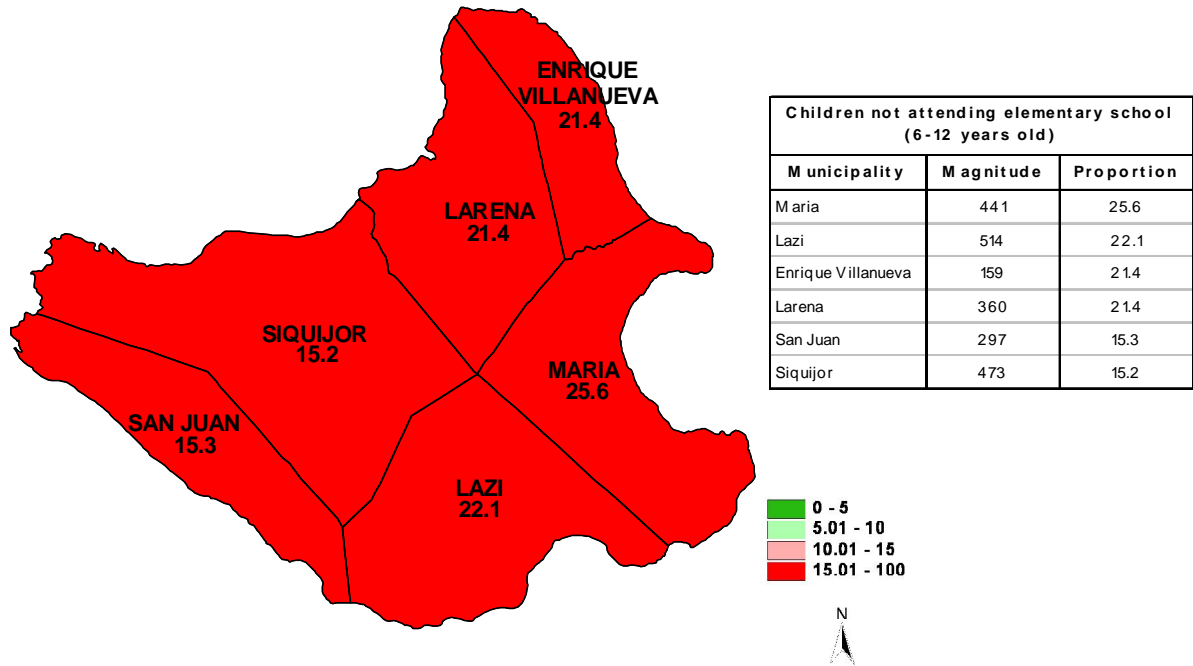 ENRIQUE
VILLANUEVA
21.4
LARENA
21.4
SIQUIJOR
15.2
MARIA
25.6
SAN JUAN
15.3
LAZI
22.1
Children not attending elementary school
(6-12 years old)
Municipality Magnitude Proportion
Maria 441 25.6
Lazi 514 22.1
Enrique Villanueva 159 21.4
Larena 360 21.4
San Juan 297 15.3
Siquijor 473 15.2
0 - 5
5.01 - 10
10.01 - 15
15.01 - 100
N